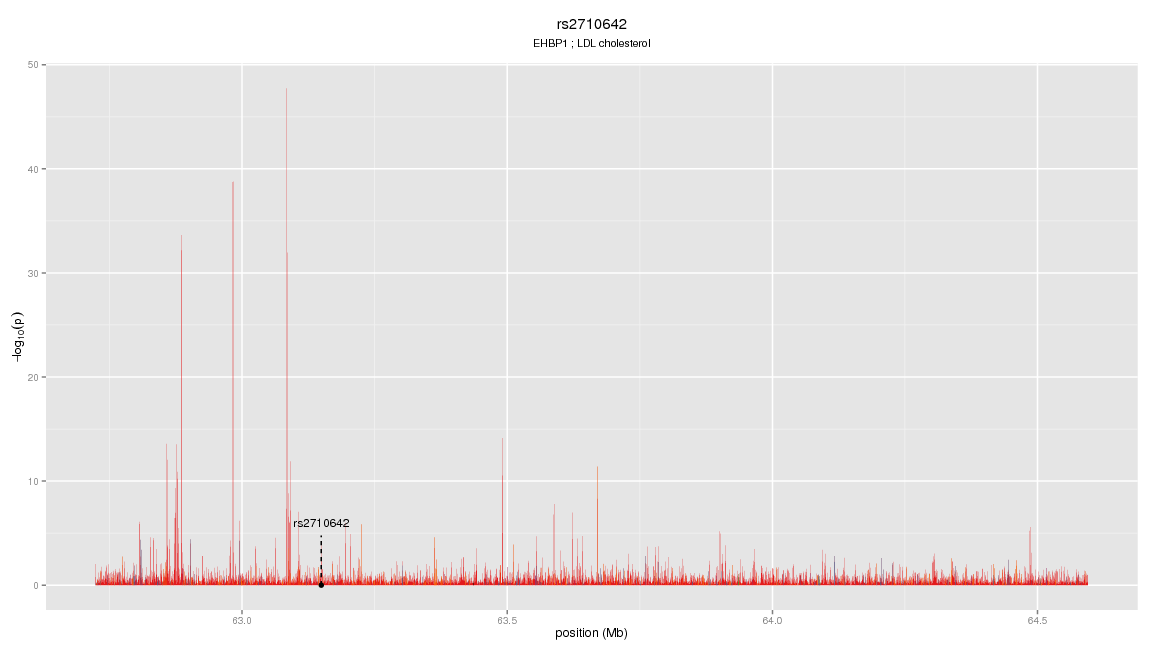 rs2710642
EHBP1 ; LDL cholesterol
50
40
30
20
10
0
−log10(p)
rs2710642
63.0 63.5 64.0 64.5
position (Mb)